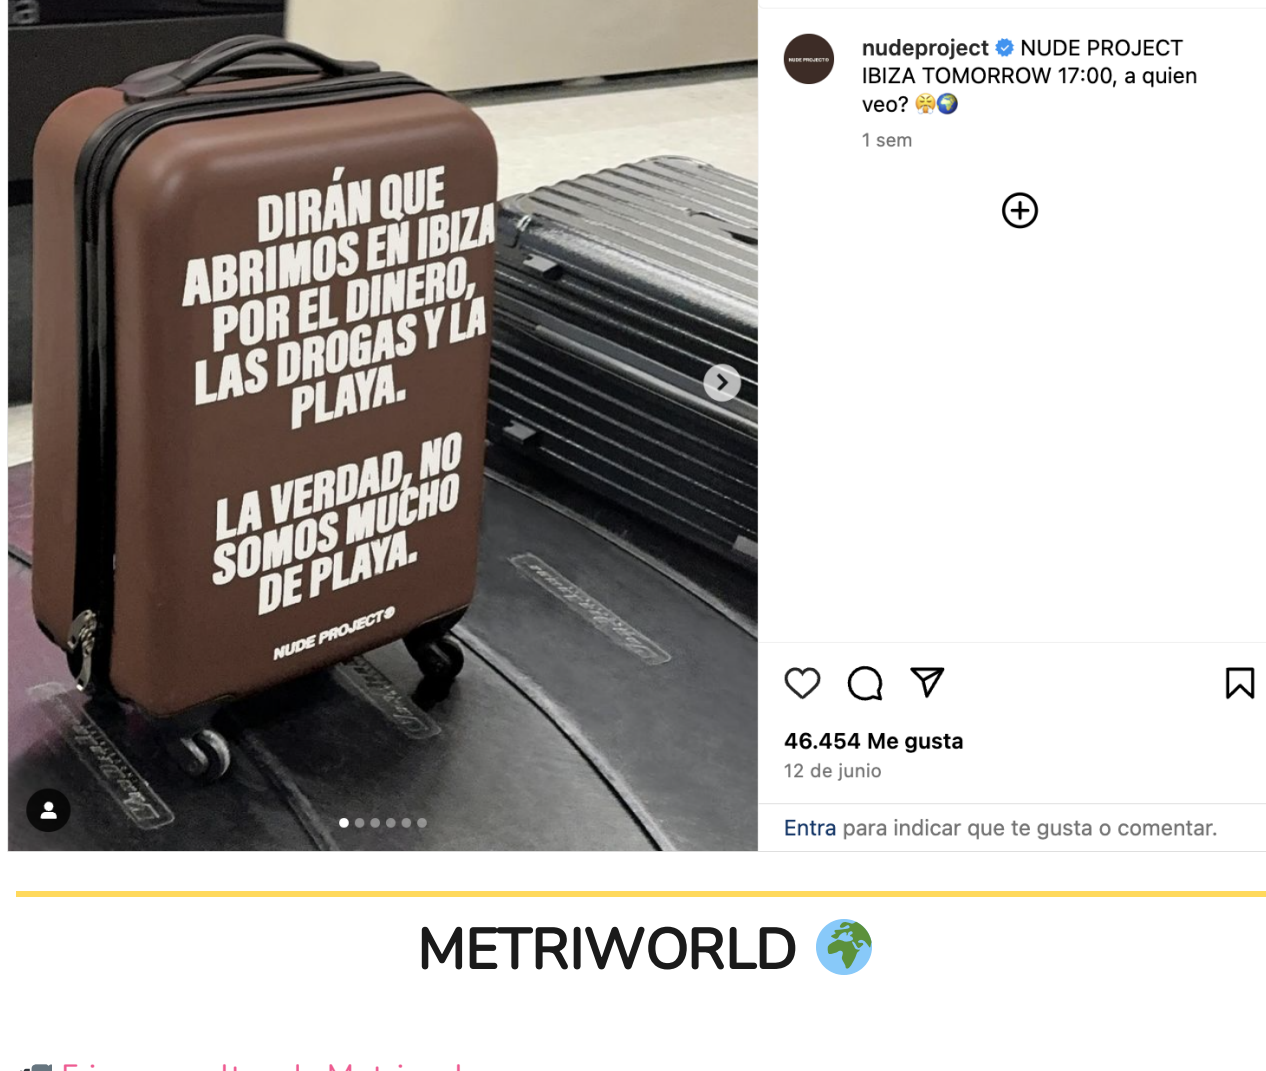 a
DIRÁN QUE
ABRIMOS EN IBIZA
POR EL DINERO,
LAS DROGAS Y LA
PLAYA.
LA VERDAD, NO
SOMOS MUCHO
DE PLAYA.
NUDE PROJECT
NUDE PROJECT
nudeproject NUDE PROJECT
IBIZA TOMORROW 17:00, a quien
veo? 😤🌍
1 sem
46.454 Me gusta
12 de junio
Entra para indicar que te gusta o comentar.
METRIWORLD 🌍